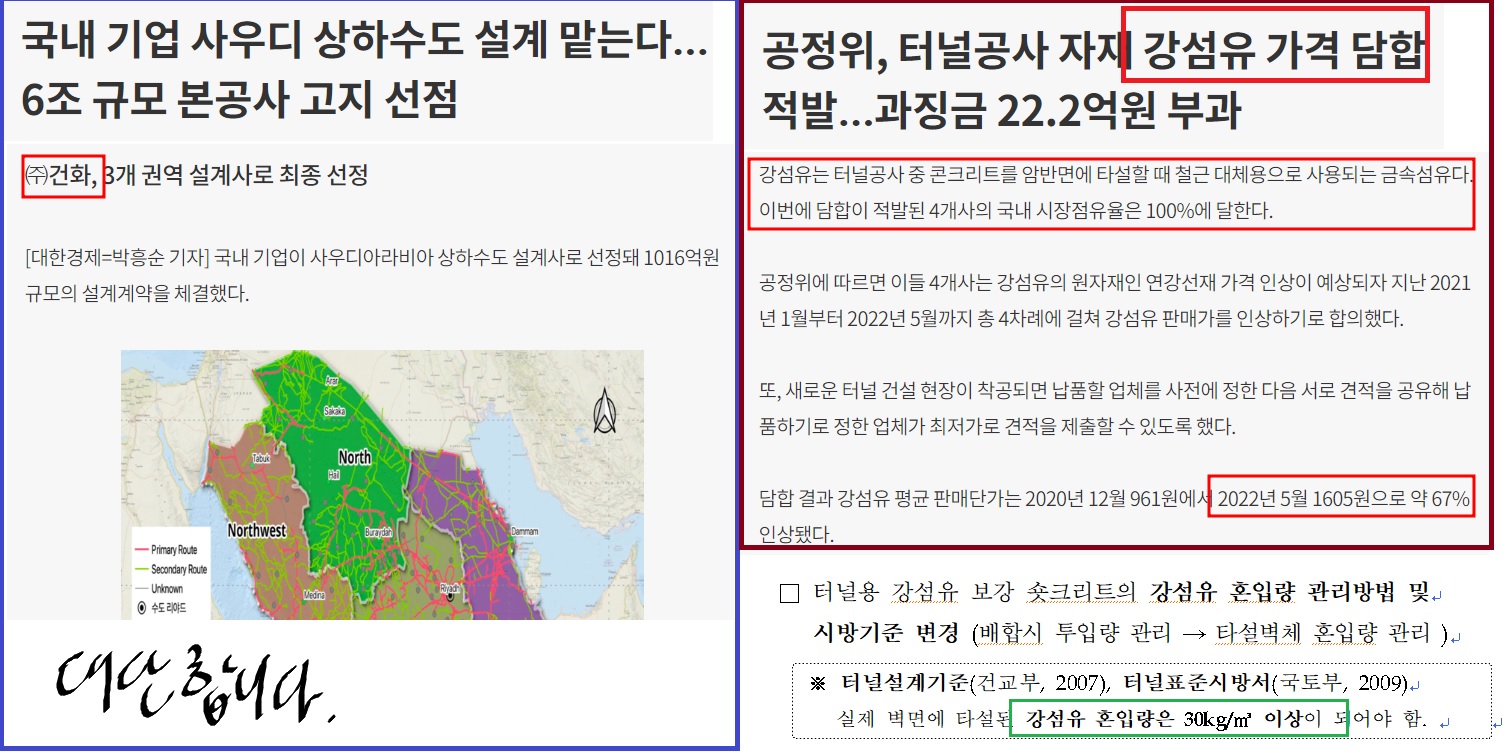 국내 기업 사우디 상하수도 설계 맡는다...
6조 규모 본공사 고지 선점
㈜건화, 3개 권역 설계사로 최종 선정
[대한경제=박흥순 기자] 국내 기업이 사우디아라비아 상하수도 설계사로 선정돼 1016억원
규모의 설계계약을 체결했다.
Arar
Sakaka
North
Tabuk
Hail
Northwest
Buraydah
Dammam
Primary Route
Secondary Route
Unknown
수도 리야드
Riyadh
Medina
대단합니다.
공정위, 터널공사 자재 강섬유 가격 담합
적발...과징금 22.2억원 부과
강섬유는 터널공사 중 콘크리트를 암반면에 타설할 때 철근 대체용으로 사용되는 금속섬유다.
이번에 담합이 적발된 4개사의 국내 시장점유율은 100%에 달한다.
공정위에 따르면 이들 4개사는 강섬유의 원자재인 연강선재 가격 인상이 예상되자 지난 2021
년 1월부터 2022년 5월까지 총 4차례에 걸쳐 강섬유 판매가를 인상하기로 합의했다.
또, 새로운 터널 건설 현장이 착공되면 납품할 업체를 사전에 정한 다음 서로 견적을 공유해 납
품하기로 정한 업체가 최저가로 견적을 제출할 수 있도록 했다.
담합 결과 강섬유 평균 판매단가는 2020년 12월 961원에서 2022년 5월 1605원으로 약 67%
인상됐다.
□ 터널용 강섬유 보강 숏크리트의 강섬유 혼입량 관리방법 및
시방기준 변경 (배합시 투입량 관리 → 타설벽체 혼입량 관리 )
※ 터널설계기준(건교부, 2007), 터널표준시방서(국토부, 2009)
실제 벽면에 타설된 강섬유 혼입량은 30kg/㎥ 이상이 되어야 함.